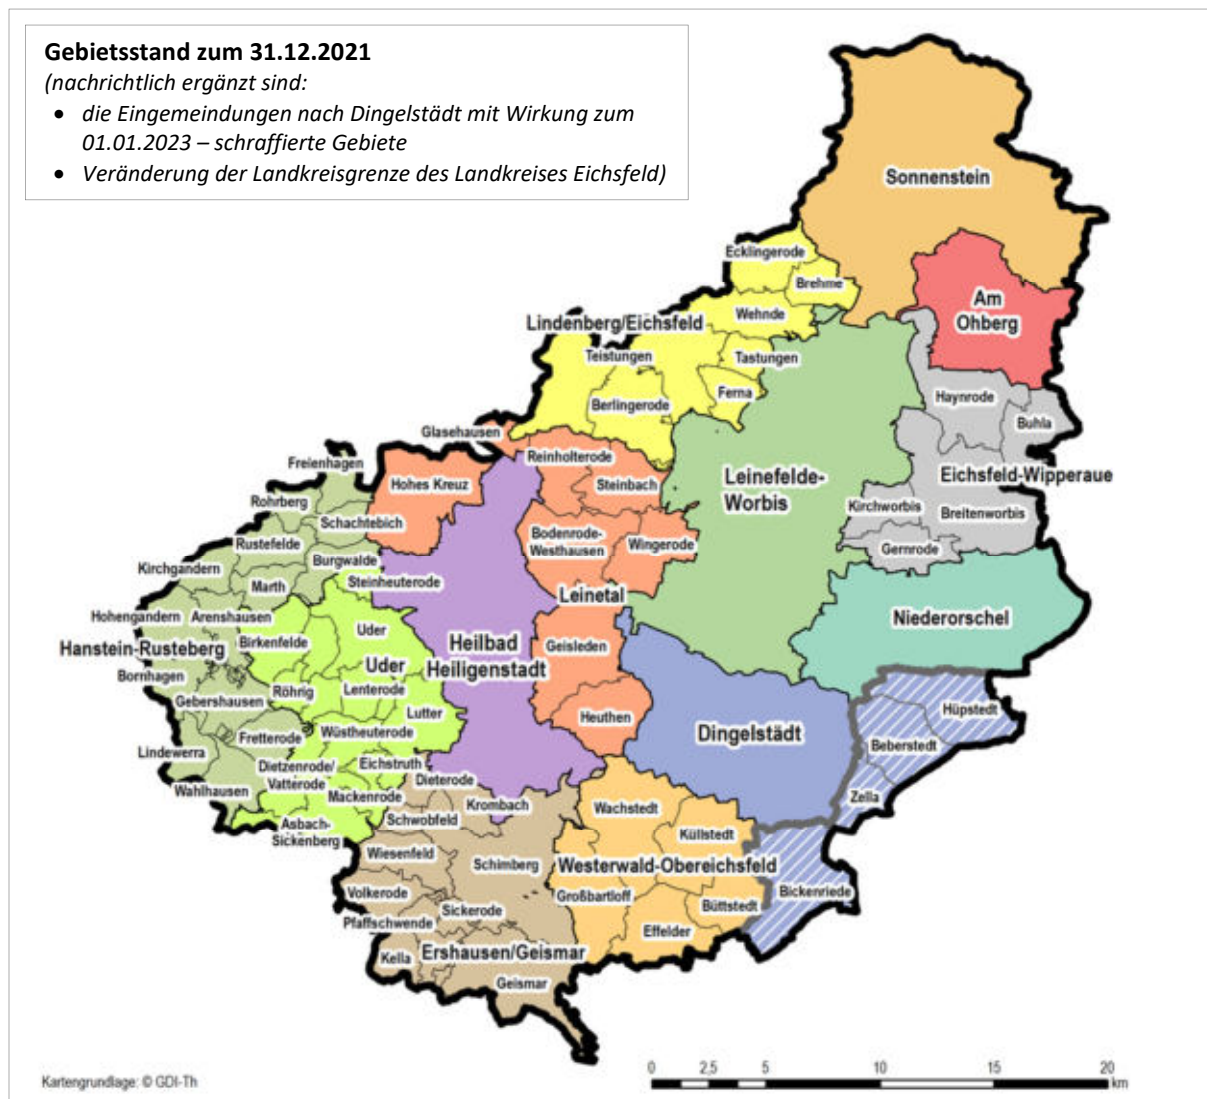 Gebietsstand zum 31.12.2021
(nachrichtlich ergänzt sind:
• die Eingemeindungen nach Dingelstädt mit Wirkung zum
01.01.2023 – schraffierte Gebiete
• Veränderung der Landkreisgrenze des Landkreises Eichsfeld)
Sonnenstein
Ecklingerode
Brehme
Am
Ohberg
Wehnde
Lindenberg/Eichsfeld
Teistungen
Tastungen
Ferna
Berlingerode
Haynrode
Buhla
Glasehausen
Reinholterode
Freienhagen
Hohes Kreuz
Steinbach
Leinefelde-
Worbis
Eichsfeld-Wipperaue
Rohrberg
Schachtebich
Kirchworbis
Breitenworbis
Rustefelde
Bodenrode-
Westhausen
Wingerode
Gernrode
Burgwalde
Kirchgandern
Marth
Steinheuterode
Leinetal
Hohengandern
Arenshausen
Niederorschel
Uder
Birkenfelde
Hanstein-Rusteberg
Heilbad
Heiligenstadt
Geisleden
Uder
Bornhagen
Röhrig
Lenterode
Gebershausen
Lutter
Heuthen
Hüpstedt
Wüstheuterode
Dingelstädt
Fretterode
Beberstedt
Lindewerra
Dietzenrode/
Vatterode
Eichstruth
Dieterode
Wahlhausen
Mackenrode
Krombach
Zella
Wachstedt
Schwobfeld
Asbach-
Sickenberg
Küllstedt
Wiesenfeld
Schimberg
Westerwald-Obereichsfeld
Volkerode
Großbartloff
Bickenriede
Büttstedt
Sickerode
Pfaffschwende
Effelder
Kella
Ershausen/Geismar
Geismar
Kartengrundlage: © GDI-Th
0 2,5 5 10 15 20
km